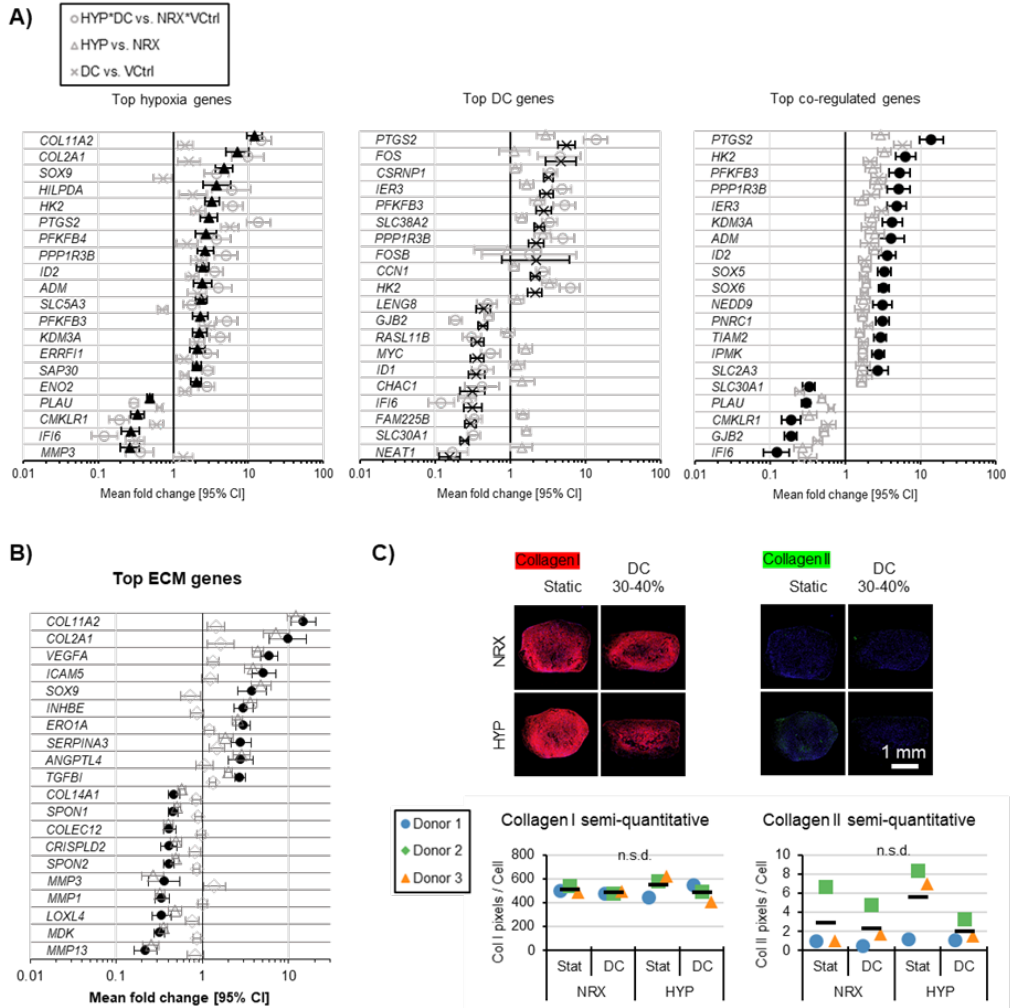 A)
HYP*DC vs. NRX*VCtrl
HYP vs. NRX
DC vs. VCtrl
Top hypoxia genes
COL11A2
COL2A1
SOX9
HILPDA
HK2
PTGS2
PFKFB4
PPP1R3B
ID2
ADM
SLC5A3
PFKFB3
KDM3A
ERRFI1
SAP30
ENO2
PLAU
CMKLR1
IFI6
MMP3
0.01 0.1 1 10 100
Mean fold change [95% CI]
Top DC genes
PTGS2
FOS
CSRNP1
IER3
PFKFB3
SLC38A2
PPP1R3B
FOSB
CCN1
HK2
LENG8
GJB2
RASL11B
MYC
ID1
CHAC1
IFI6
FAM225B
SLC30A1
NEAT1
0.01 0.1 1 10 100
Mean fold change [95% CI]
Top co-regulated genes
PTGS2
HK2
PFKFB3
PPP1R3B
IER3
KDM3A
ADM
ID2
SOX5
SOX6
NEDD9
PNRC1
TIAM2
IPMK
SLC2A3
SLC30A1
PLAU
CMKLR1
GJB2
IFI6
0.01 0.1 1 10 100
Mean fold change [95% CI]
B)
Top ECM genes
COL11A2
COL2A1
VEGFA
ICAM5
SOX9
INHBE
ERO1A
SERPINA3
ANGPTL4
TGFBI
COL14A1
SPON1
COLEC12
CRISPLD2
SPON2
MMP3
MMP1
LOXL4
MDK
MMP13
0.01 0.1 1 10
Mean fold change [95% CI]
C)
Collagen I
Static
DC
30-40%
Collagen II
Static
DC
30-40%
NRX
HYP
1 mm
Donor 1
Donor 2
Donor 3
Collagen I semi-quantitative
n.s.d.
Col I pixels / Cell
800
600
400
200
0
Stat DC Stat DC
NRX HYP
Collagen II semi-quantitative
n.s.d.
Col II pixels / Cell
10
8
6
4
2
0
Stat DC Stat DC
NRX HYP